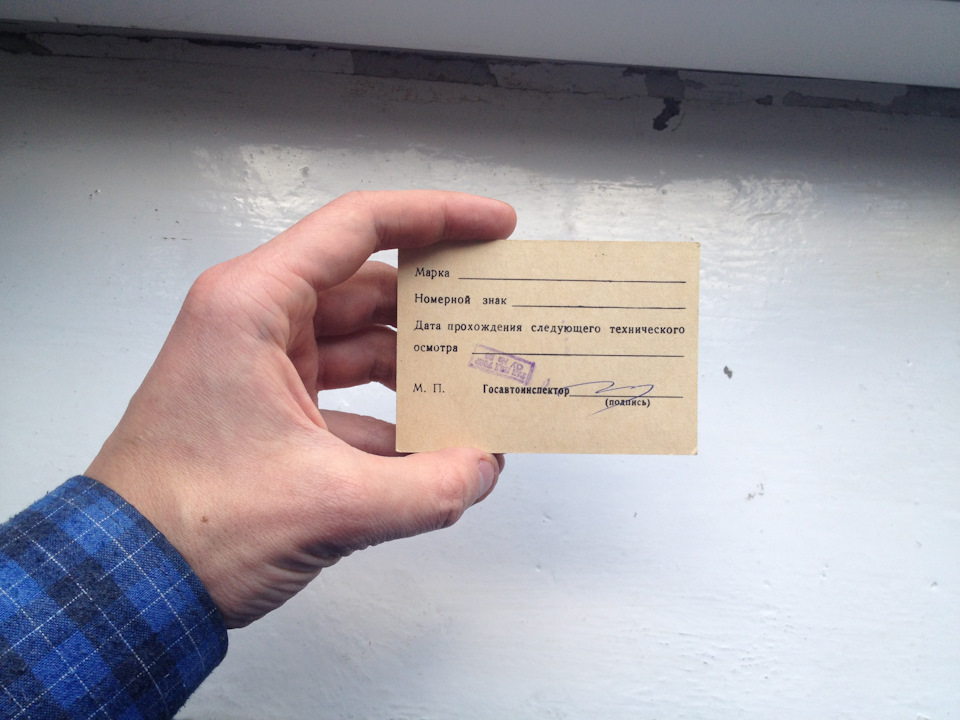 Марка
Номерной знак
Дата прохождения следующего технического
осмотра
М. П. Госавтоинспектор
(подпись)